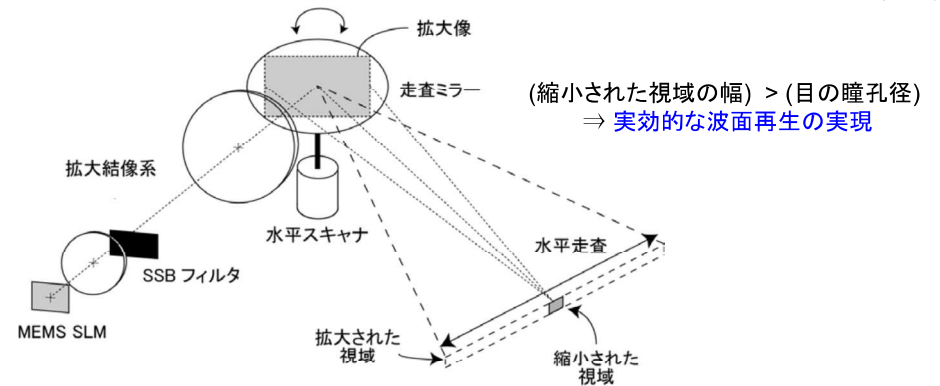 拡大像
走査ミラー
(縮小された視域の幅) > (目の瞳孔径)
⇒ 実効的な波面再生の実現
拡大結像系
水平スキャナ
水平走査
SSB フィルタ
MEMS SLM
拡大された
視域
縮小された
視域